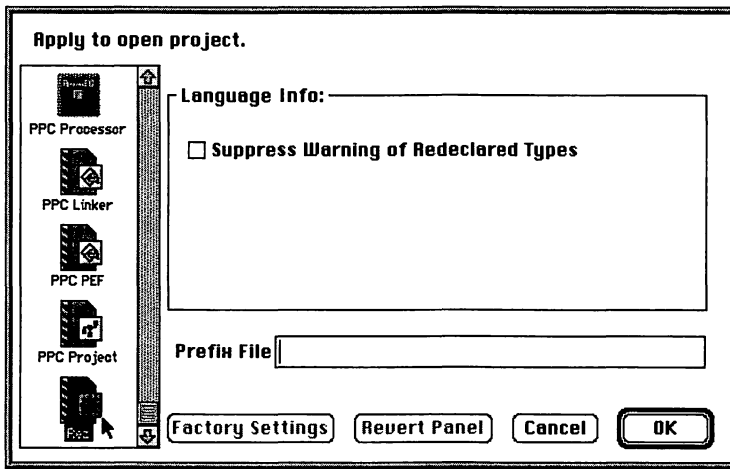 Apply to open project.
PPC Processor
PPC Linker
PPC PEF
PPC Project
Language Info:
Suppress Warning of Redeclared Types
Prefix File
Factory Settings
Revert Panel
Cancel
OK